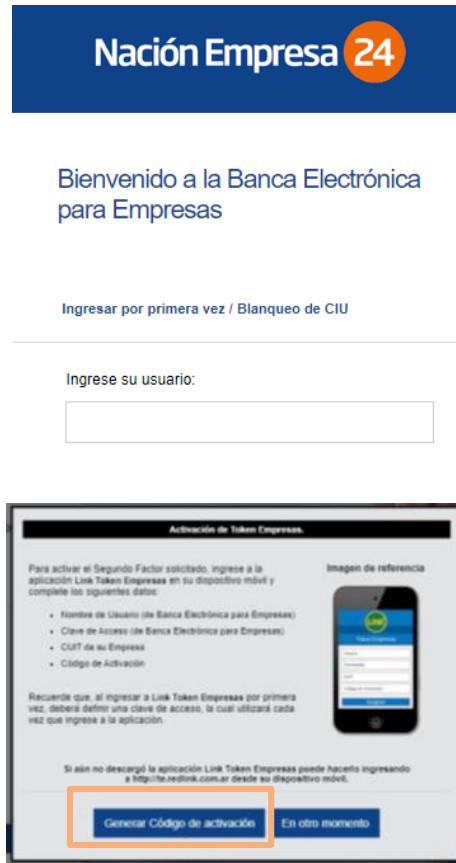 Nación Empresa 24
Bienvenido a la Banca Electrónica
para Empresas
Ingresar por primera vez / Blanqueo de CIU
Ingrese su usuario:
Activación de Token Empresas.
Para activar el Segundo Factor solicitado, ingrese a la
aplicación Link Token Empresas en su dispositivo móvil y
complete los siguientes datos:
Imagen de referencia
• Nombre de Usuario (de Banca Electrónica para Empresas)
• Clave de Acceso (de Banca Electrónica para Empresas)
• CUIT de su Empresa
• Código de Activación
LINK
Token Empresas
Recuerde que, al ingresar a Link Token Empresas por primera
vez, deberá definir una clave de acceso, la cual utilizará cada
vez que ingrese a la aplicación.
Si aún no descargó la aplicación Link Token Empresas puede hacerlo ingresando
a http://te.redlink.com.ar desde su dispositivo móvil.
Generar Código de activación
En otro momento